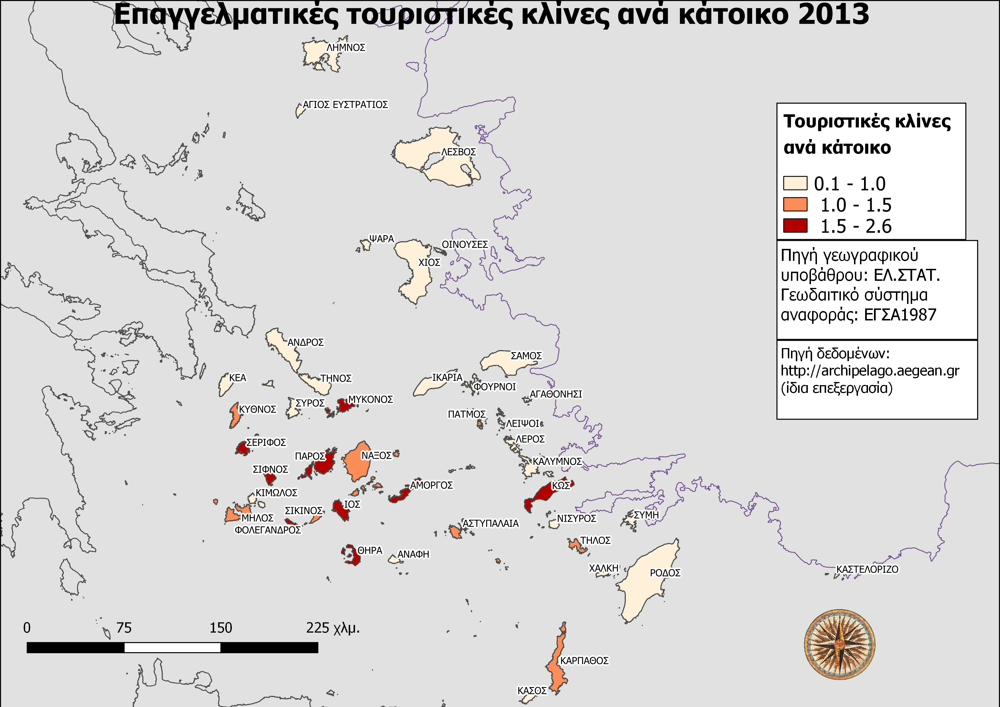 Επαγγελματικές τουριστικές κλίνες ανά κάτοικο 2013
ΛΗΜΝΟΣ
ΑΓΙΟΣ ΕΥΣΤΡΑΤΙΟΣ
Τουριστικές κλίνες
ανά κάτοικο
0.1 - 1.0
1.0 - 1.5
1.5 - 2.6
Πηγή γεωγραφικού
υποβάθρου: ΕΛ.ΣΤΑΤ.
Γεωδαιτικό σύστημα
αναφοράς: ΕΓΣΑ1987
Πηγή δεδομένων:
http://archipelago.aegean.gr
(ίδια επεξεργασία)
ΛΕΣΒΟΣ
ΨΑΡΑ
ΟΙΝΟΥΣΕΣ
ΧΙΟΣ
ΑΝΔΡΟΣ
ΣΑΜΟΣ
ΚΕΑ
ΤΗΝΟΣ
ΙΚΑΡΙΑ
ΦΟΥΡΝΟΙ
ΑΓΑΘΟΝΗΣΙ
ΣΥΡΟΣ
ΜΥΚΟΝΟΣ
ΚΥΘΝΟΣ
ΠΑΤΜΟΣ
ΛΕΙΨΟΙ
ΛΕΡΟΣ
ΣΕΡΙΦΟΣ
ΠΑΡΟΣ
ΝΑΞΟΣ
ΚΑΛΥΜΝΟΣ
ΣΙΦΝΟΣ
ΑΜΟΡΓΟΣ
ΚΩΣ
ΚΙΜΩΛΟΣ
ΙΟΣ
ΣΙΚΙΝΟΣ
ΜΗΛΟΣ
ΦΟΛΕΓΑΝΔΡΟΣ
ΑΣΤΥΠΑΛΑΙΑ
ΝΙΣΥΡΟΣ
ΣΥΜΗ
ΤΗΛΟΣ
ΘΗΡΑ
ΑΝΑΦΗ
ΧΑΛΚΗ
ΡΟΔΟΣ
ΚΑΣΤΕΛΟΡΙΖΟ
0 75 150 225 χλμ.
ΚΑΡΠΑΘΟΣ
ΚΑΣΟΣ